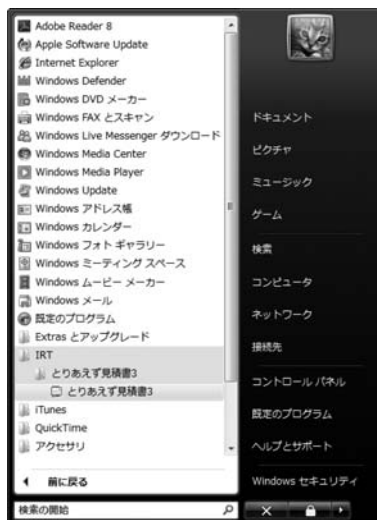 Adobe Reader 8
Apple Software Update
Internet Explorer
Windows Defender
Windows DVD メーカー
Windows FAX とスキャン
Windows Live Messenger ダウンロード
Windows Media Center
Windows Media Player
Windows Update
Windows アドレス帳
Windows カレンダー
Windows フォト ギャラリー
Windows ミーティング スペース
Windows ムービー メーカー
Windows メール
既定のプログラム
Extras とアップグレード
IRT
とりあえず見積書3
とりあえず見積書3
iTunes
QuickTime
アクセサリ
前に戻る
検索の開始
ドキュメント
ピクチャ
ミュージック
ゲーム
検索
コンピュータ
ネットワーク
接続先
コントロール パネル
既定のプログラム
ヘルプとサポート
Windows セキュリティ